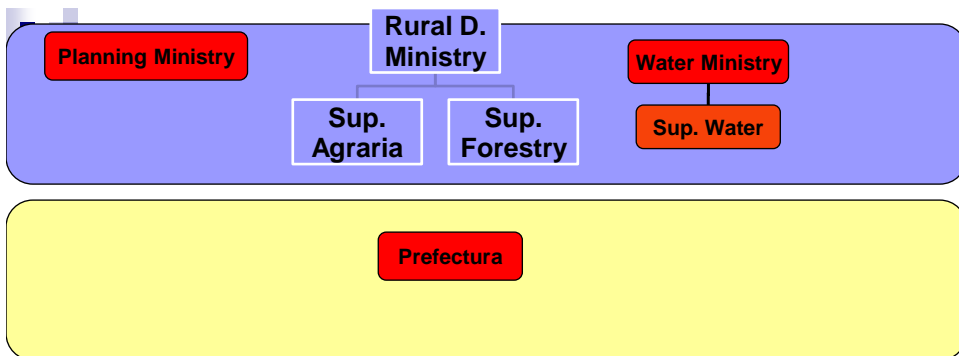 Planning Ministry
Rural D.
Ministry
Water Ministry
Sup.
Agraria
Sup.
Forestry
Sup. Water
Prefectura